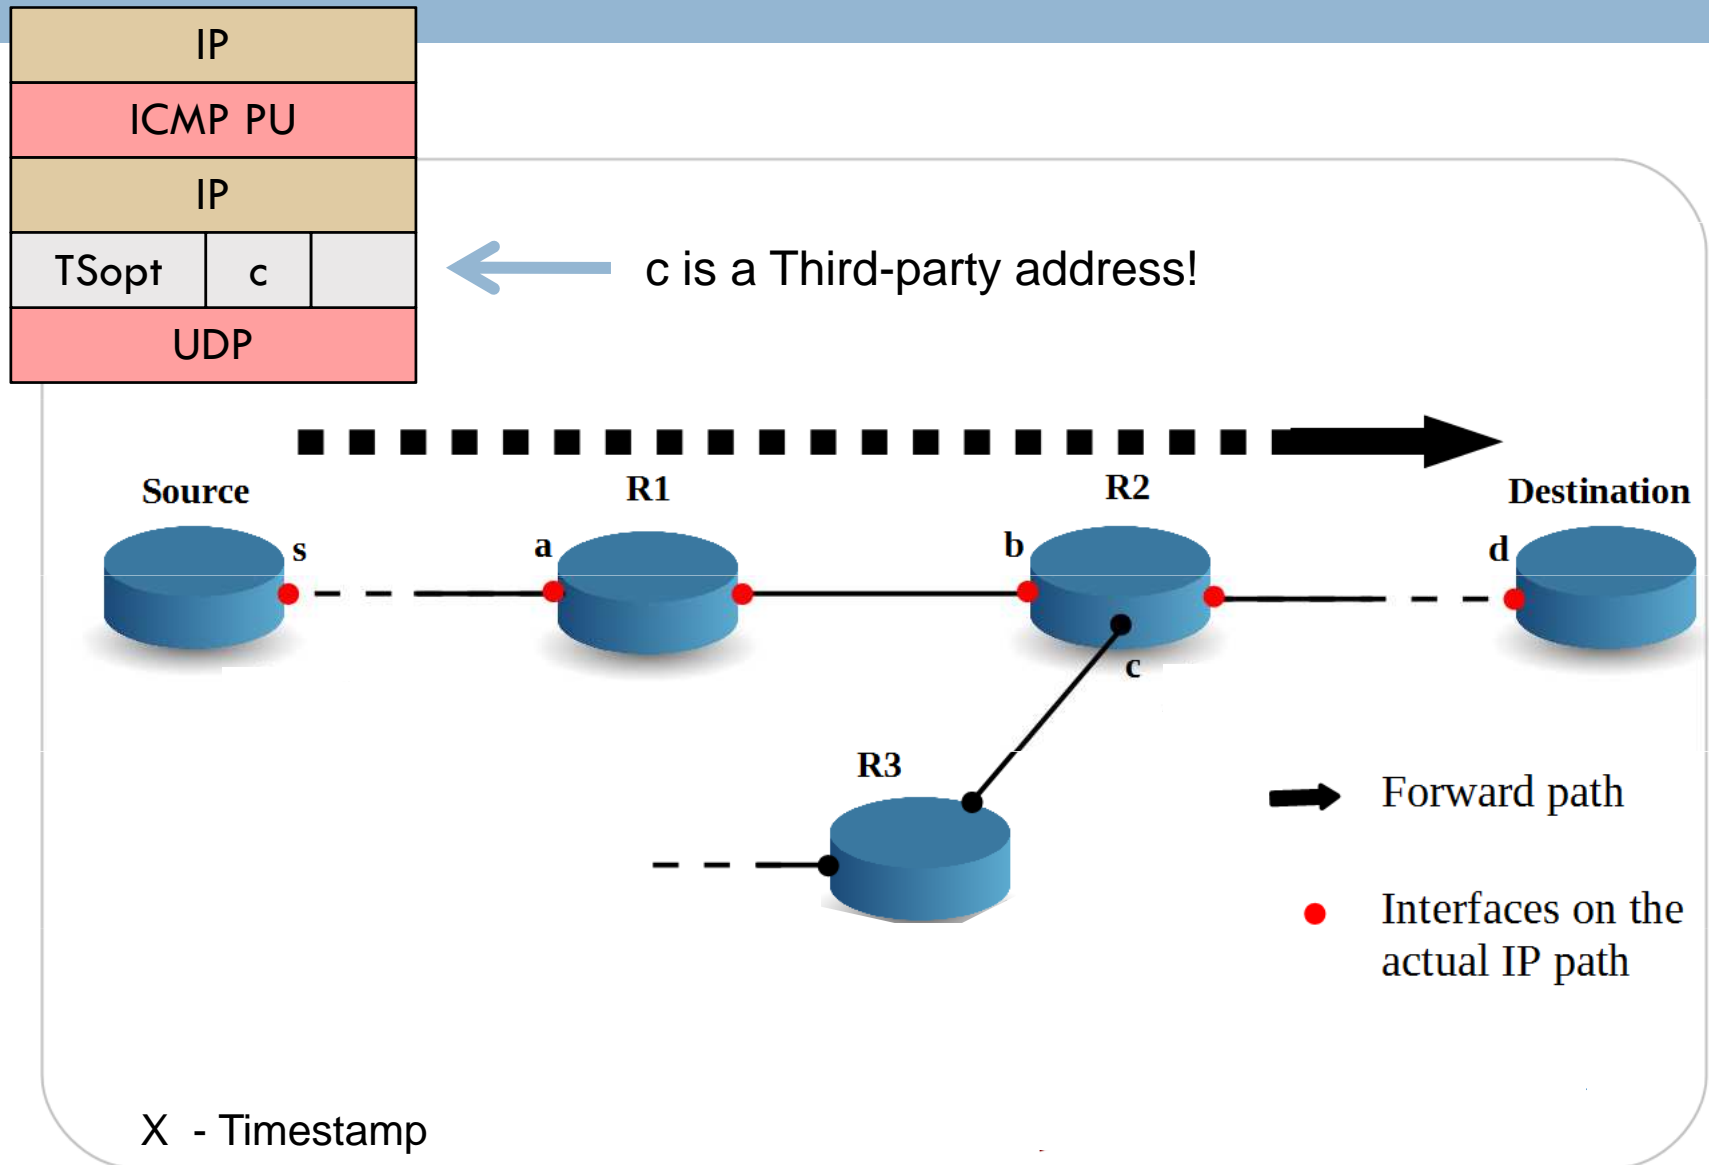 IP
ICMP PU
IP
TSopt c
UDP
c is a Third-party address!
Source
R1
R2
Destination
s
a
b
d
c
R3
Forward path
Interfaces on the
actual IP path
X - Timestamp